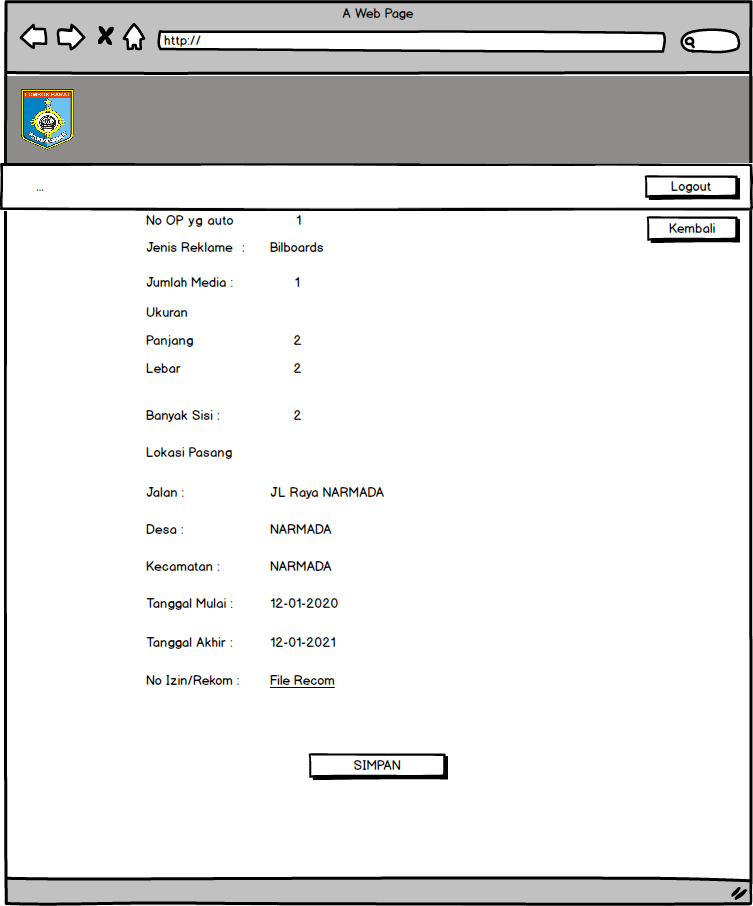 A Web Page
http://
LOMBOK BARAT
...
Logout
No OP yg auto 1
Kembali
Jenis Reklame : Bilboards
Jumlah Media : 1
Ukuran
Panjang 2
Lebar 2
Banyak Sisi : 2
Lokasi Pasang
Jalan : JL Raya NARMADA
Desa : NARMADA
Kecamatan : NARMADA
Tanggal Mulai : 12-01-2020
Tanggal Akhir : 12-01-2021
No Izin/Rekom : File Recom
SIMPAN